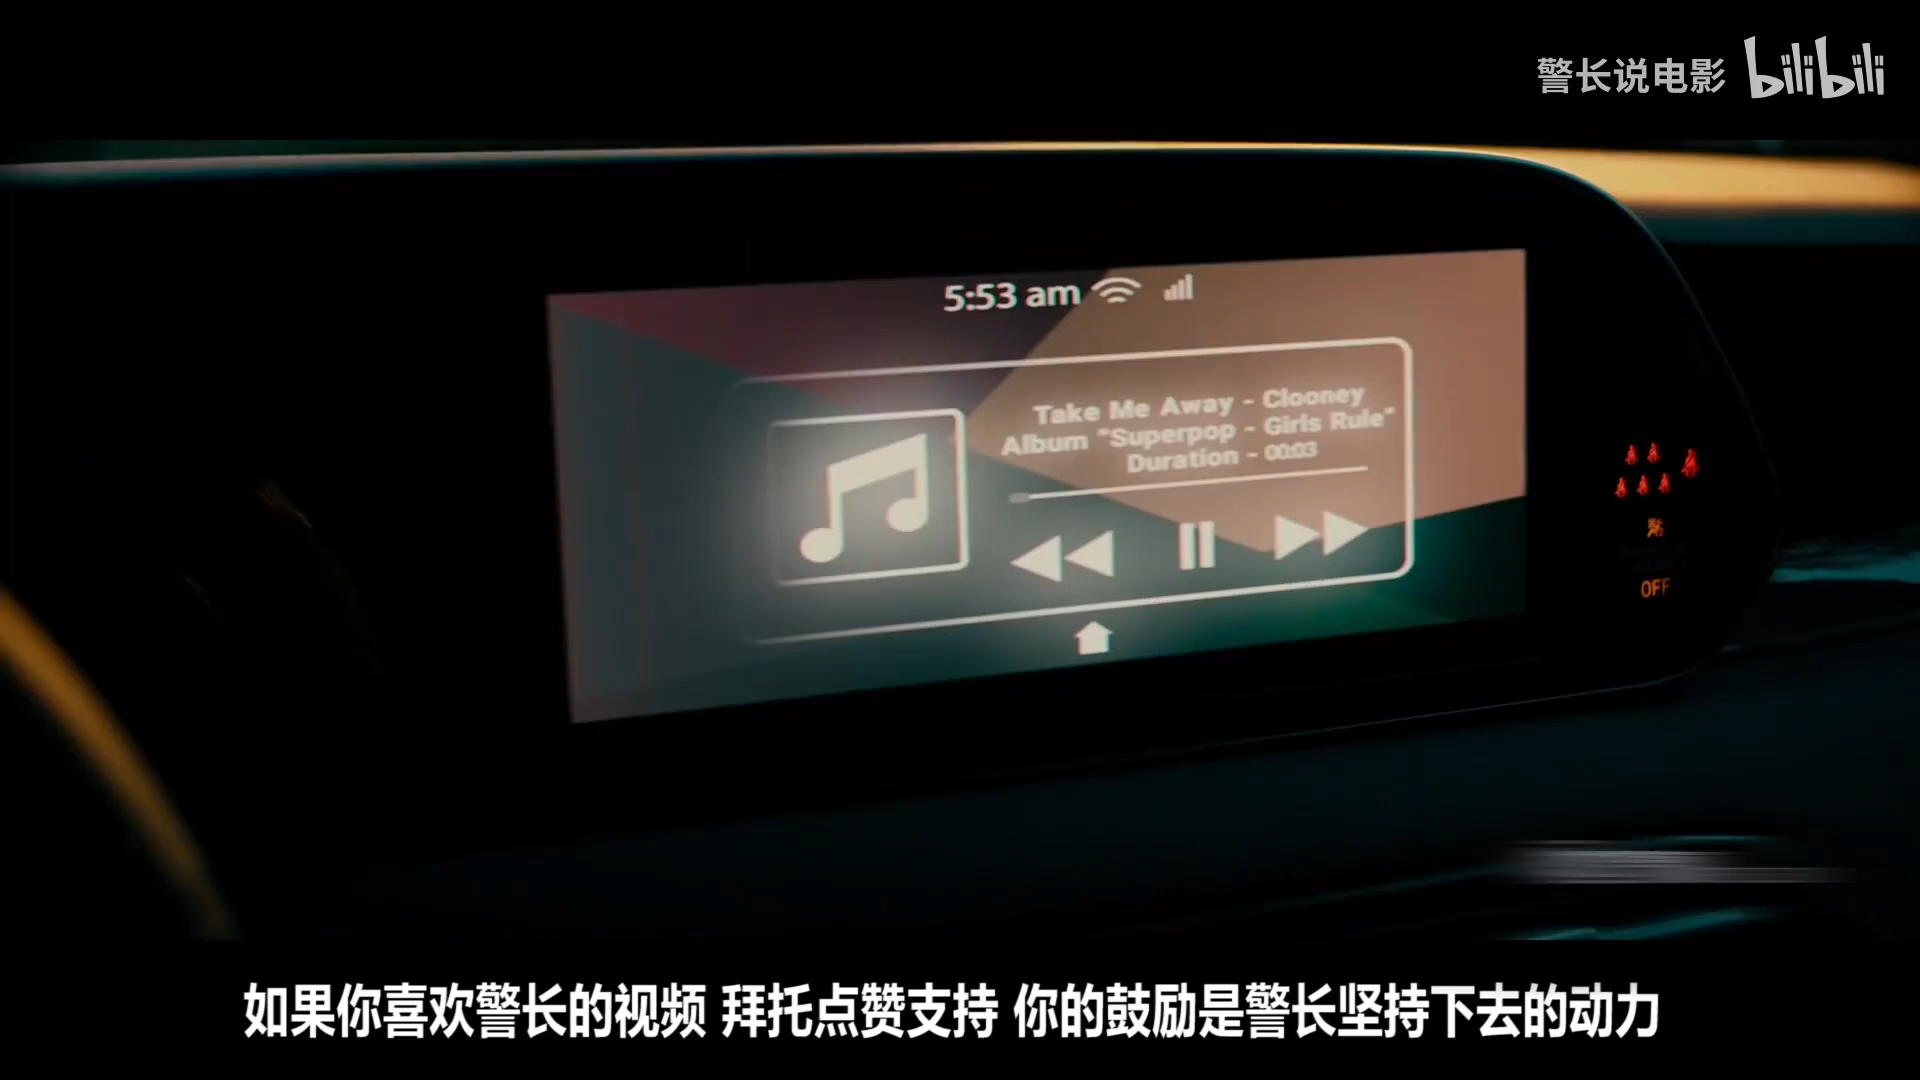 警长说电影 bilibili
5:53 am
Take Me Away - Clooney
Album "Superpop - Girls Rule"
Duration - 00:03
OFF
如果你喜欢警长的视频 拜托点赞支持 你的鼓励是警长坚持下去的动力